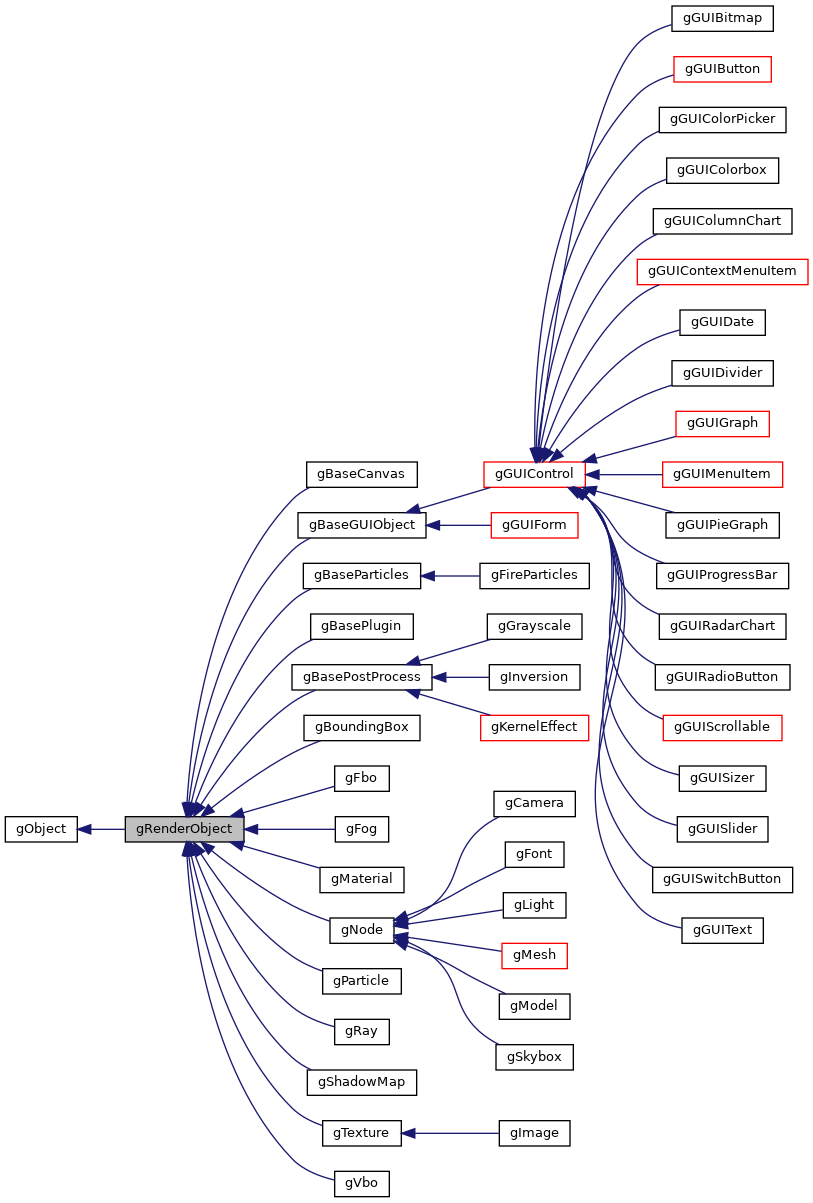 gGUIBitmap
gGUIButton
gGUIColorPicker
gGUIColorbox
gGUIColumnChart
gGUIContextMenuItem
gGUIDate
gGUIDivider
gGUIGraph
gBaseCanvas
gGUIControl
gGUIMenuItem
gBaseGUIObject
gGUIForm
gGUIPieGraph
gBaseParticles
gFireParticles
gGUIProgressBar
gBasePlugin
gGrayscale
gGUIRadarChart
gBasePostProcess
gInversion
gGUIRadioButton
gBoundingBox
gKernelEffect
gGUIScrollable
gFbo
gGUISizer
gCamera
gObject
gRenderObject
gFog
gGUISlider
gFont
gMaterial
gGUISwitchButton
gLight
gNode
gGUIText
gMesh
gParticle
gModel
gRay
gSkybox
gShadowMap
gTexture
gImage
gVbo